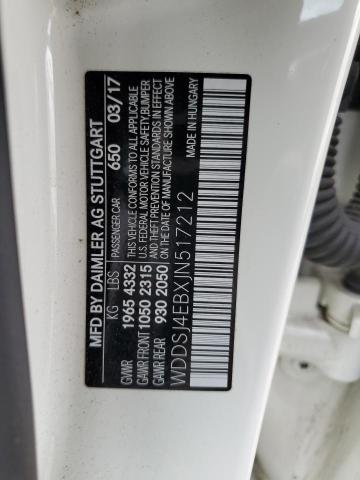 MFD BY DAIMLER AG STUTTGART
KG LBS PASSENGER CAR 650 03/17
GVWR 1965 4332
GAWR FRONT 1050 2315
GAWR REAR 930 2050
THIS VEHICLE CONFORMS TO ALL APPLICABLE
U.S. FEDERAL MOTOR VEHICLE SAFETY,BUMPER
AND THEFT PREVENTION STANDARDS IN EFFECT
ON THE DATE OF MANUFACTURE SHOWN ABOVE
MADE IN HUNGARY
WDDSJ4EBXJN517212